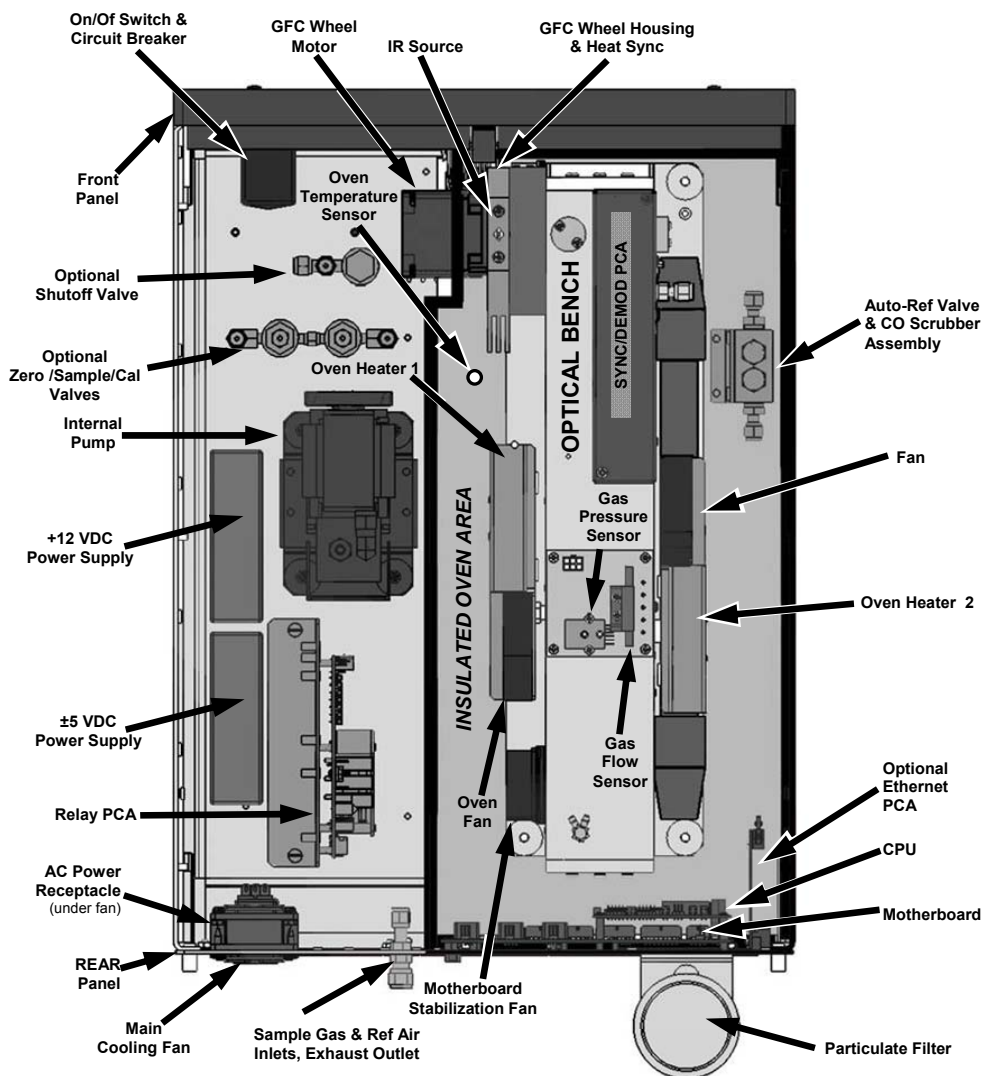 On/Of Switch &
Circuit Breaker
GFC Wheel
Motor
IR Source
GFC Wheel Housing
& Heat Sync
Front
Panel
Oven
Temperature
Sensor
Optional
Shutoff Valve
Optional
Zero /Sample/Cal
Valves
Oven Heater 1
OPTICAL BENCH
SYNC/DEMOD PCA
Auto-Ref Valve
& CO Scrubber
Assembly
Internal
Pump
Fan
INSULATED OVEN AREA
Gas
Pressure
Sensor
+12 VDC
Power Supply
Oven Heater 2
±5 VDC
Power Supply
Gas
Flow
Sensor
Relay PCA
Oven
Fan
Optional
Ethernet
PCA
CPU
AC Power
Receptacle
(under fan)
Motherboard
REAR
Panel
Main
Cooling Fan
Sample Gas & Ref Air
Inlets, Exhaust Outlet
Motherboard
Stabilization Fan
Particulate Filter